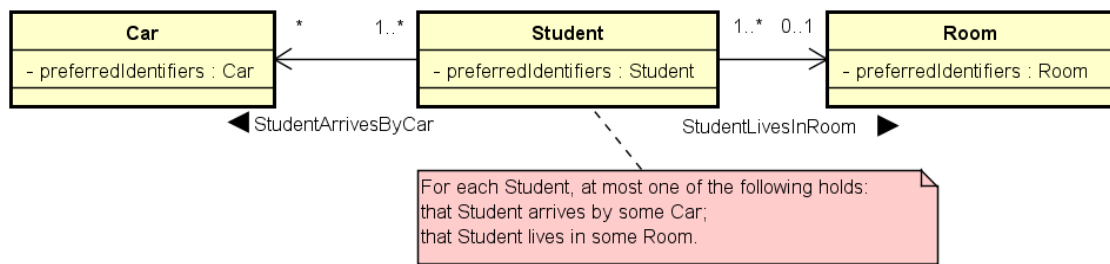 Car
- preferredIdentifiers : Car
* 1..*
Student
- preferredIdentifiers : Student
1..* 0..1
Room
- preferredIdentifiers : Room
StudentArrivesByCar
StudentLivesInRoom
For each Student, at most one of the following holds:
that Student arrives by some Car;
that Student lives in some Room.